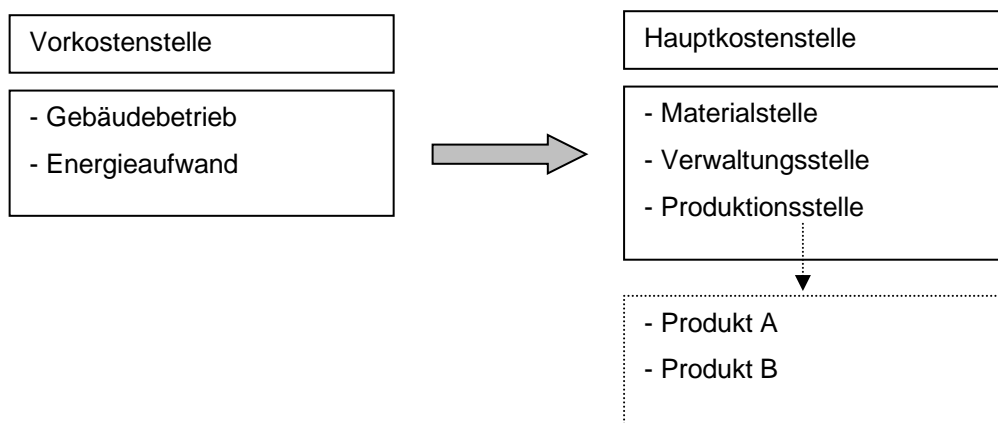 Vorkostenstelle
- Gebäudebetrieb
- Energieaufwand
Hauptkostenstelle
- Materialstelle
- Verwaltungsstelle
- Produktionsstelle
- Produkt A
- Produkt B